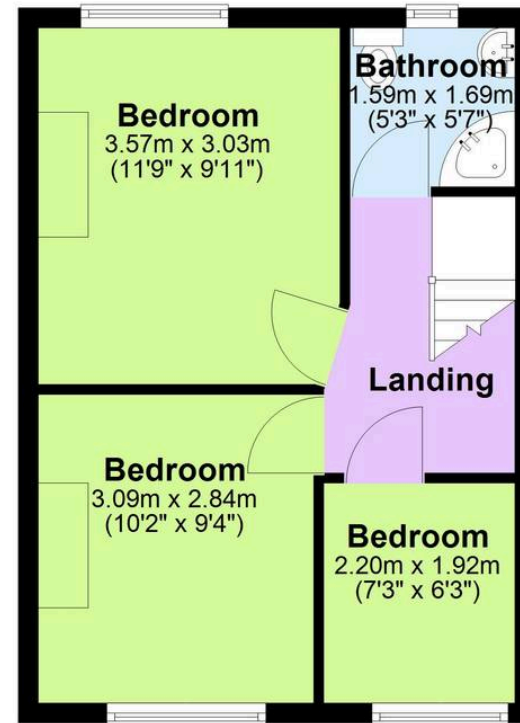 Bedroom
3.57m x 3.03m
(11'9" x 9'11")
Bathroom
1.59m x 1.69m
(5'3" x 5'7")
Landing
Bedroom
3.09m x 2.84m
(10'2" x 9'4")
Bedroom
2.20m x 1.92m
(7'3" x 6'3")